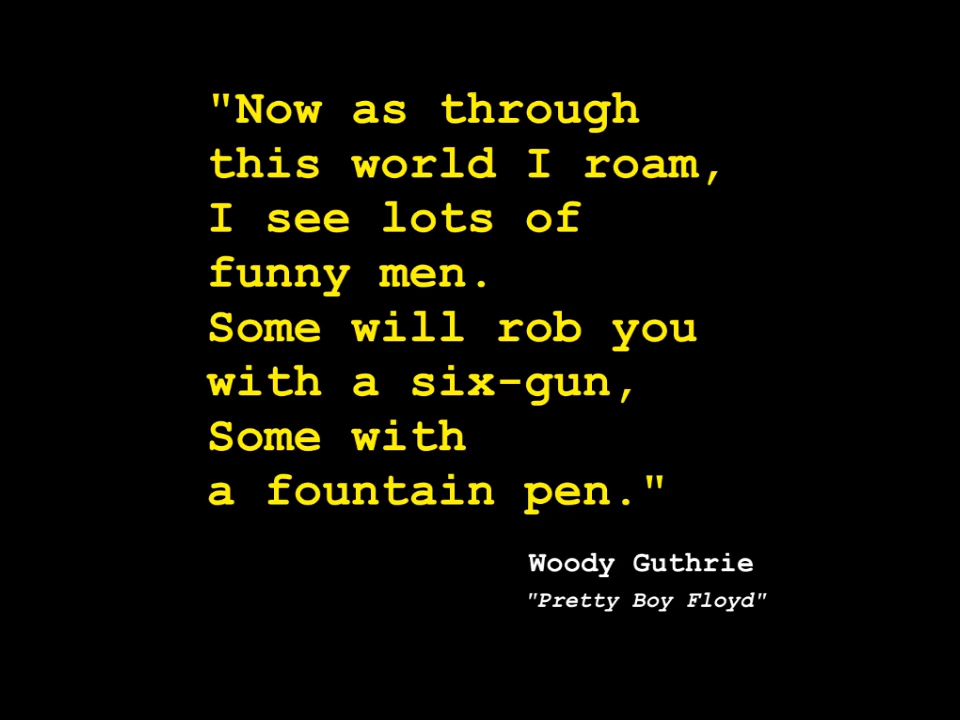 "Now as through
this world I roam,
I see lots of
funny men.
Some will rob you
with a six-gun,
Some with
a fountain pen."
Woody Guthrie
"Pretty Boy Floyd"